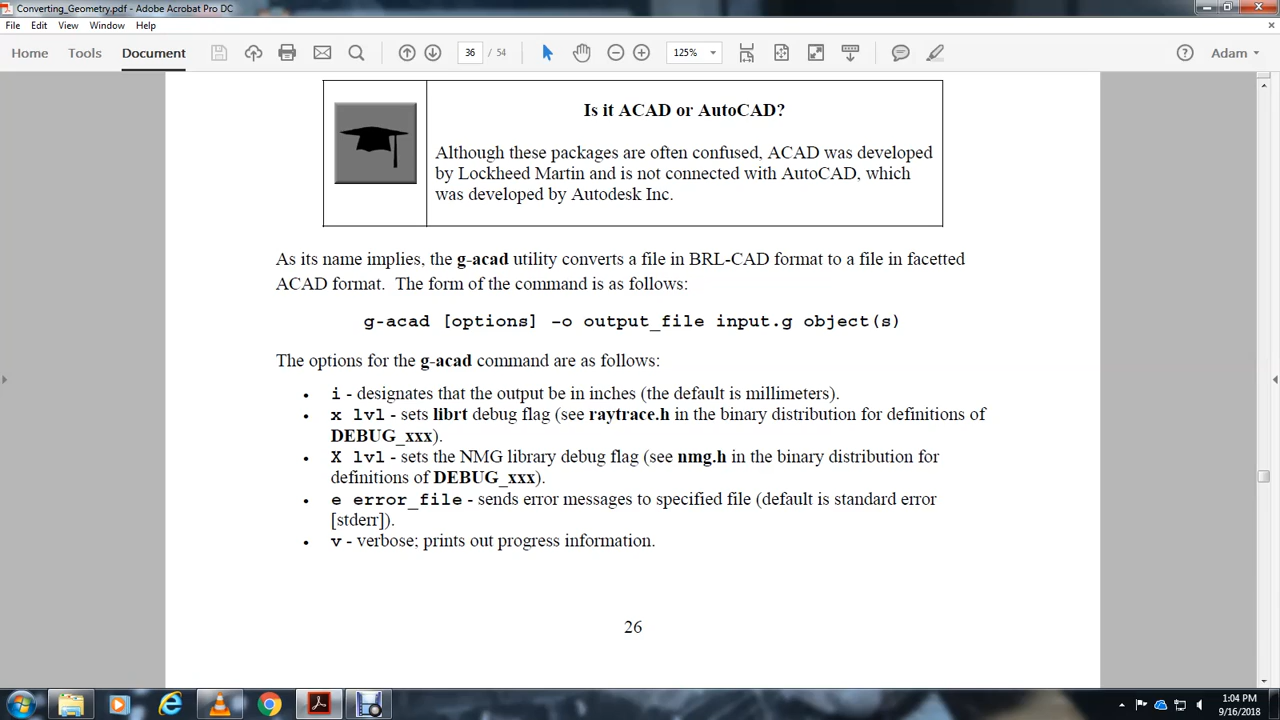 Converting_Geometry.pdf - Adobe Acrobat Pro DC
File Edit View Window Help
Home Tools Document 36 / 54 125% Adam
Is it ACAD or AutoCAD?
Although these packages are often confused, ACAD was developed
by Lockheed Martin and is not connected with AutoCAD, which
was developed by Autodesk Inc.
As its name implies, the g-acad utility converts a file in BRL-CAD format to a file in facetted
ACAD format. The form of the command is as follows:
g-acad [options] -o output_file input.g object(s)
The options for the g-acad command are as follows:
• i - designates that the output be in inches (the default is millimeters).
• x lvl - sets librt debug flag (see raytrace.h in the binary distribution for definitions of
DEBUG_xxx).
• X lvl - sets the NMG library debug flag (see nmg.h in the binary distribution for
definitions of DEBUG_xxx).
• e error_file - sends error messages to specified file (default is standard error
[stderr]).
• v - verbose; prints out progress information.
26
1:04 PM
9/16/2018